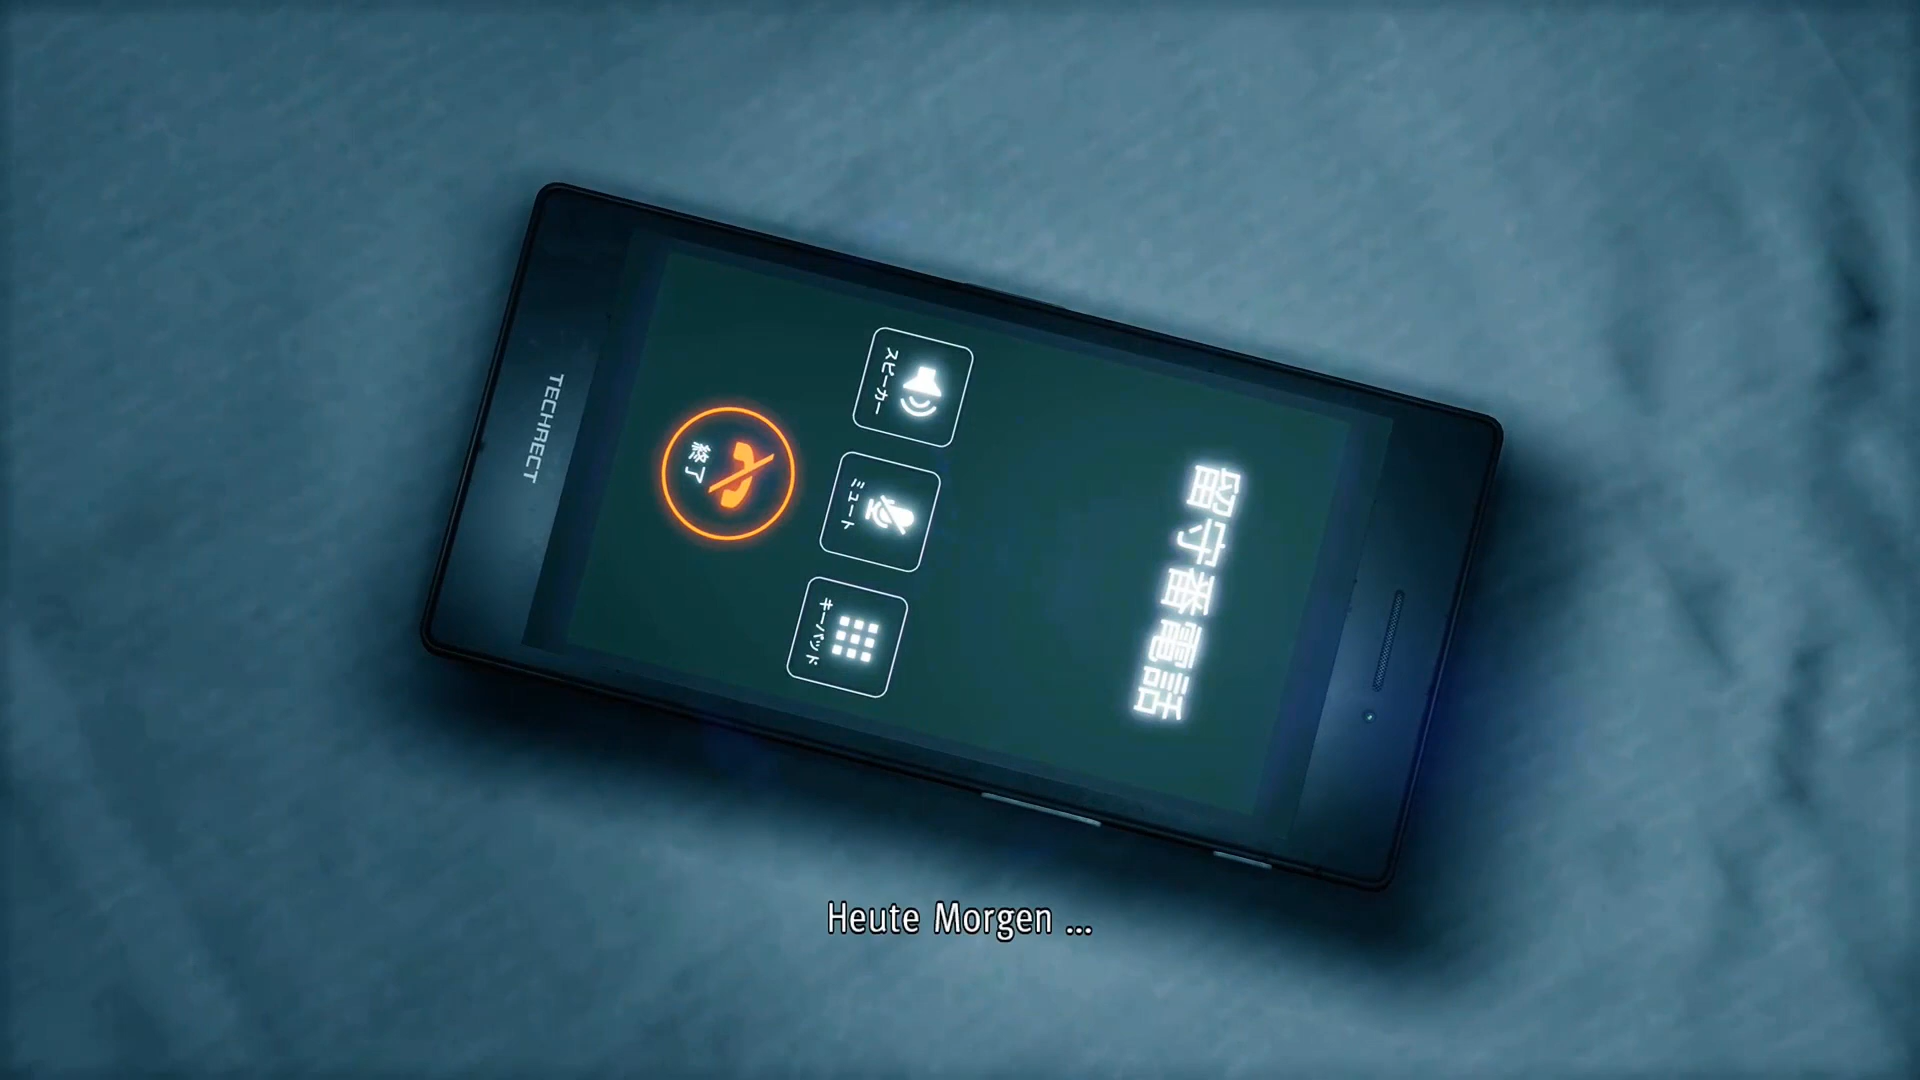 留守番電話
スピーカー
ミュート
キーパッド
終了
TECHRECT
Heute Morgen ...